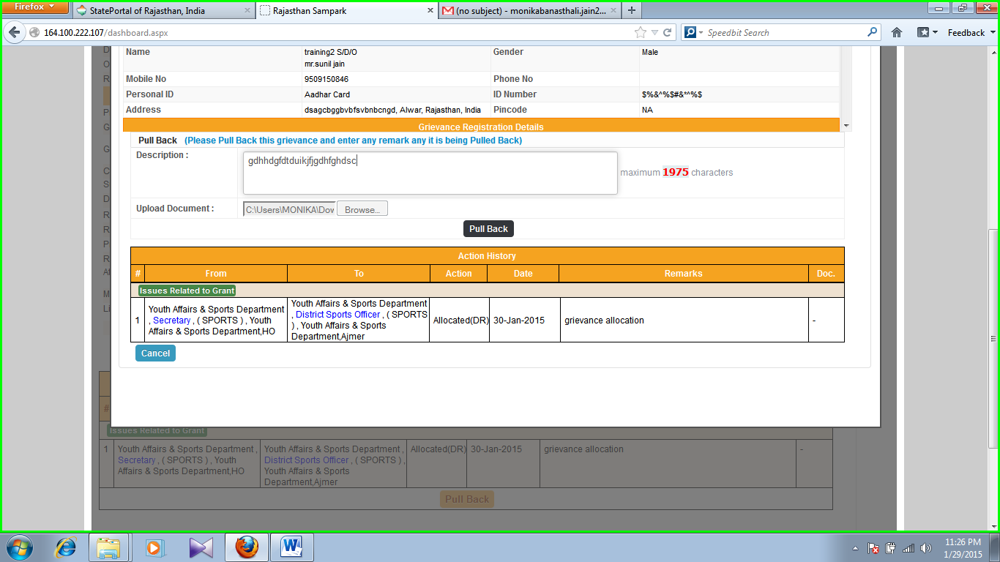 Firefox
StatePortal of Rajasthan, India
Rajasthan Sampark
(no subject) - monikabanasthali.jain2...
164.100.222.107/dashboard.aspx
Speedbit Search
Feedback
Name training2 S/D/O mr.sunil jain Gender Male
Mobile No 9509150846 Phone No
Personal ID Aadhar Card ID Number $%&^%$#&*^%$
Address dsagcbggbvbfsvbnbcngd, Alwar, Rajasthan, India Pincode NA
Grievance Registration Details
Pull Back (Please Pull Back this grievance and enter any remark any it is being Pulled Back)
Description : gdhhdgfdtduikjfjgdhfghdsc
maximum 1975 characters
Upload Document : C:\Users\MONIKA\Dow Browse...
Pull Back
Action History
# From To Action Date Remarks Doc.
Issues Related to Grant
1
Youth Affairs & Sports Department
, Secretary , ( SPORTS ) , Youth
Affairs & Sports Department,HO
Youth Affairs & Sports Department
, District Sports Officer , ( SPORTS
) , Youth Affairs & Sports
Department,Ajmer
Allocated(DR) 30-Jan-2015 grievance allocation -
Cancel
#
Issues Related to Grant
1
Youth Affairs & Sports Department ,
Secretary , ( SPORTS ) , Youth
Affairs & Sports Department,HO
Youth Affairs & Sports Department ,
District Sports Officer , ( SPORTS ) ,
Youth Affairs & Sports
Department,Ajmer
Allocated(DR) 30-Jan-2015 grievance allocation -
Pull Back
11:26 PM
1/29/2015